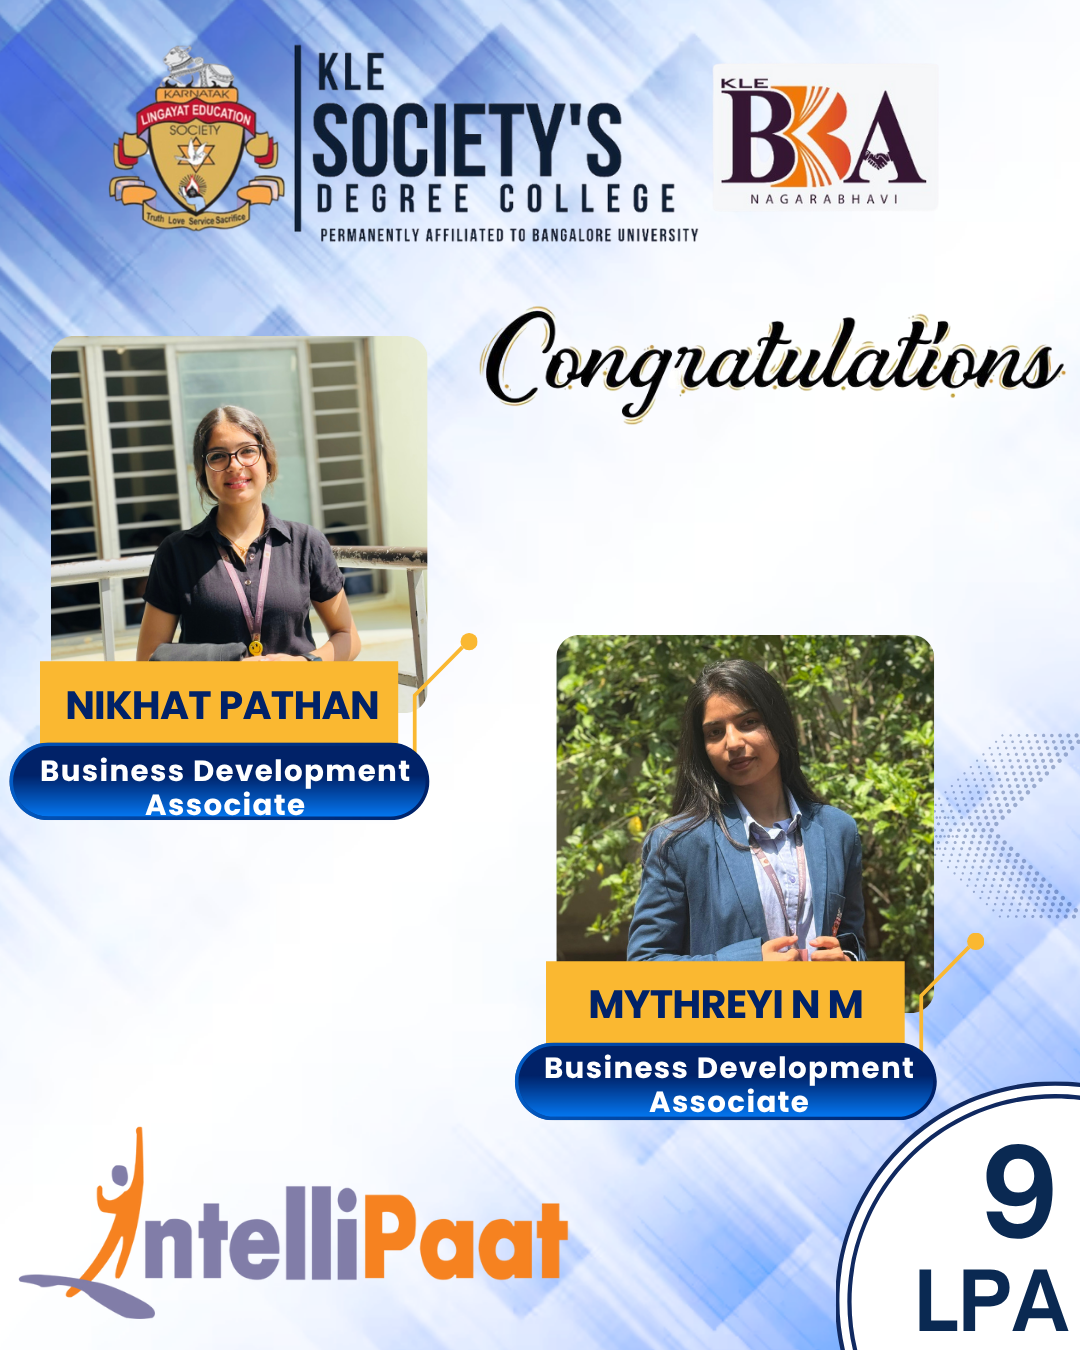 KARNATAK
LINGAYAT EDUCATION
SOCIETY
Truth Love Service Sacrifice
KLE
SOCIETY'S
DEGREE COLLEGE
PERMANENTLY AFFILIATED TO BANGALORE UNIVERSITY
KLE
BBA
NAGARABHAVI
Congratulations
NIKHAT PATHAN
Business Development
Associate
MYTHREYI N M
Business Development
Associate
IntelliPaat
9
LPA